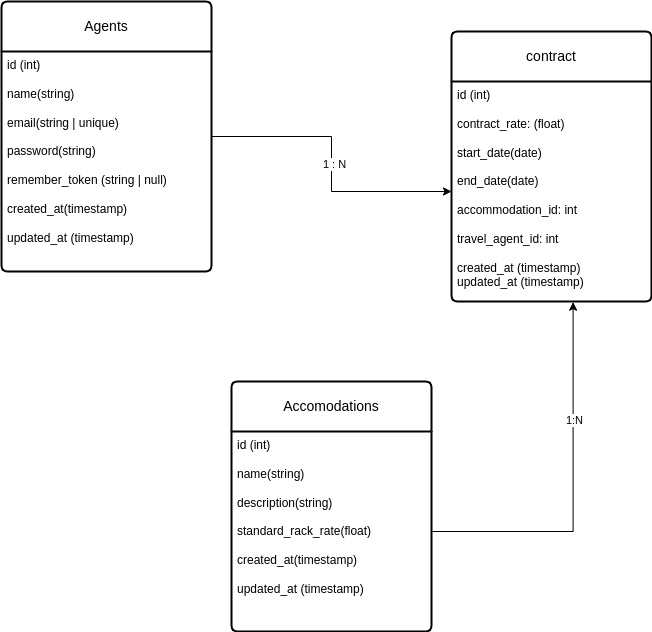 Agents
id (int)
name(string)
email(string | unique)
password(string)
remember_token (string | null)
created_at(timestamp)
updated_at (timestamp)
1 : N
contract
id (int)
contract_rate: (float)
start_date(date)
end_date(date)
accommodation_id: int
travel_agent_id: int
created_at (timestamp)
updated_at (timestamp)
Accomodations
id (int)
name(string)
description(string)
standard_rack_rate(float)
created_at(timestamp)
updated_at (timestamp)
1:N